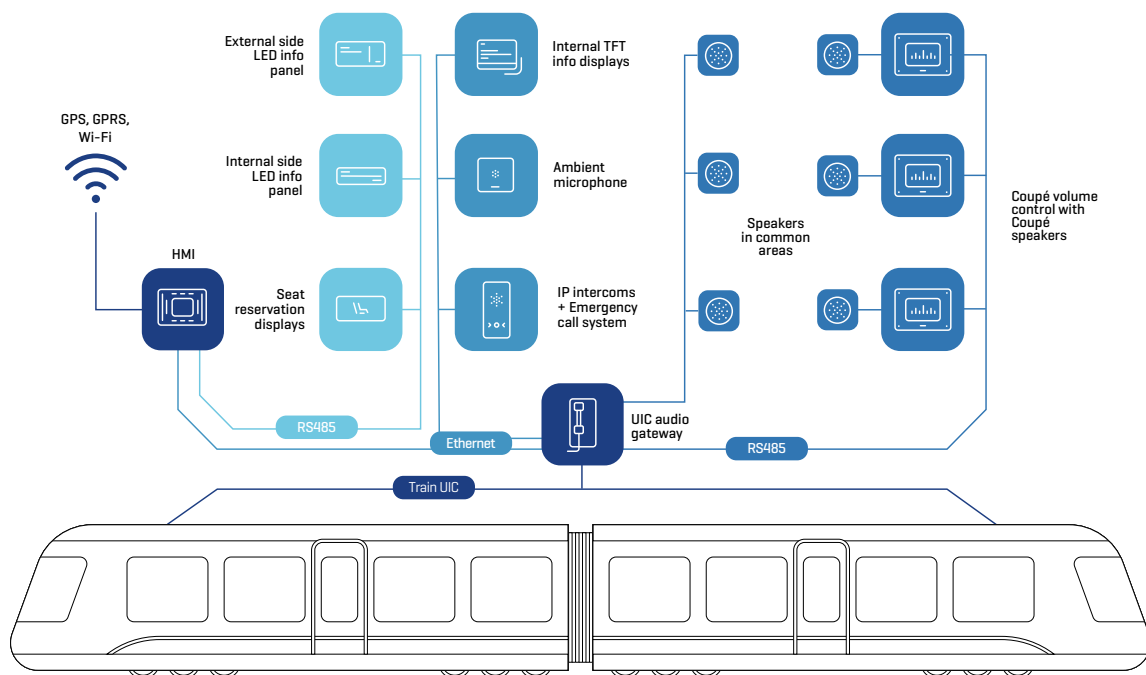 External side
LED info
panel
Internal TFT
info displays
GPS, GPRS,
Wi-Fi
Internal side
LED info
panel
Ambient
microphone
Speakers
in common
areas
Coupé volume
control with
Coupé
speakers
HMI
Seat
reservation
displays
IP intercoms
+ Emergency
call system
UIC audio
gateway
RS485
Ethernet
RS485
Train UIC